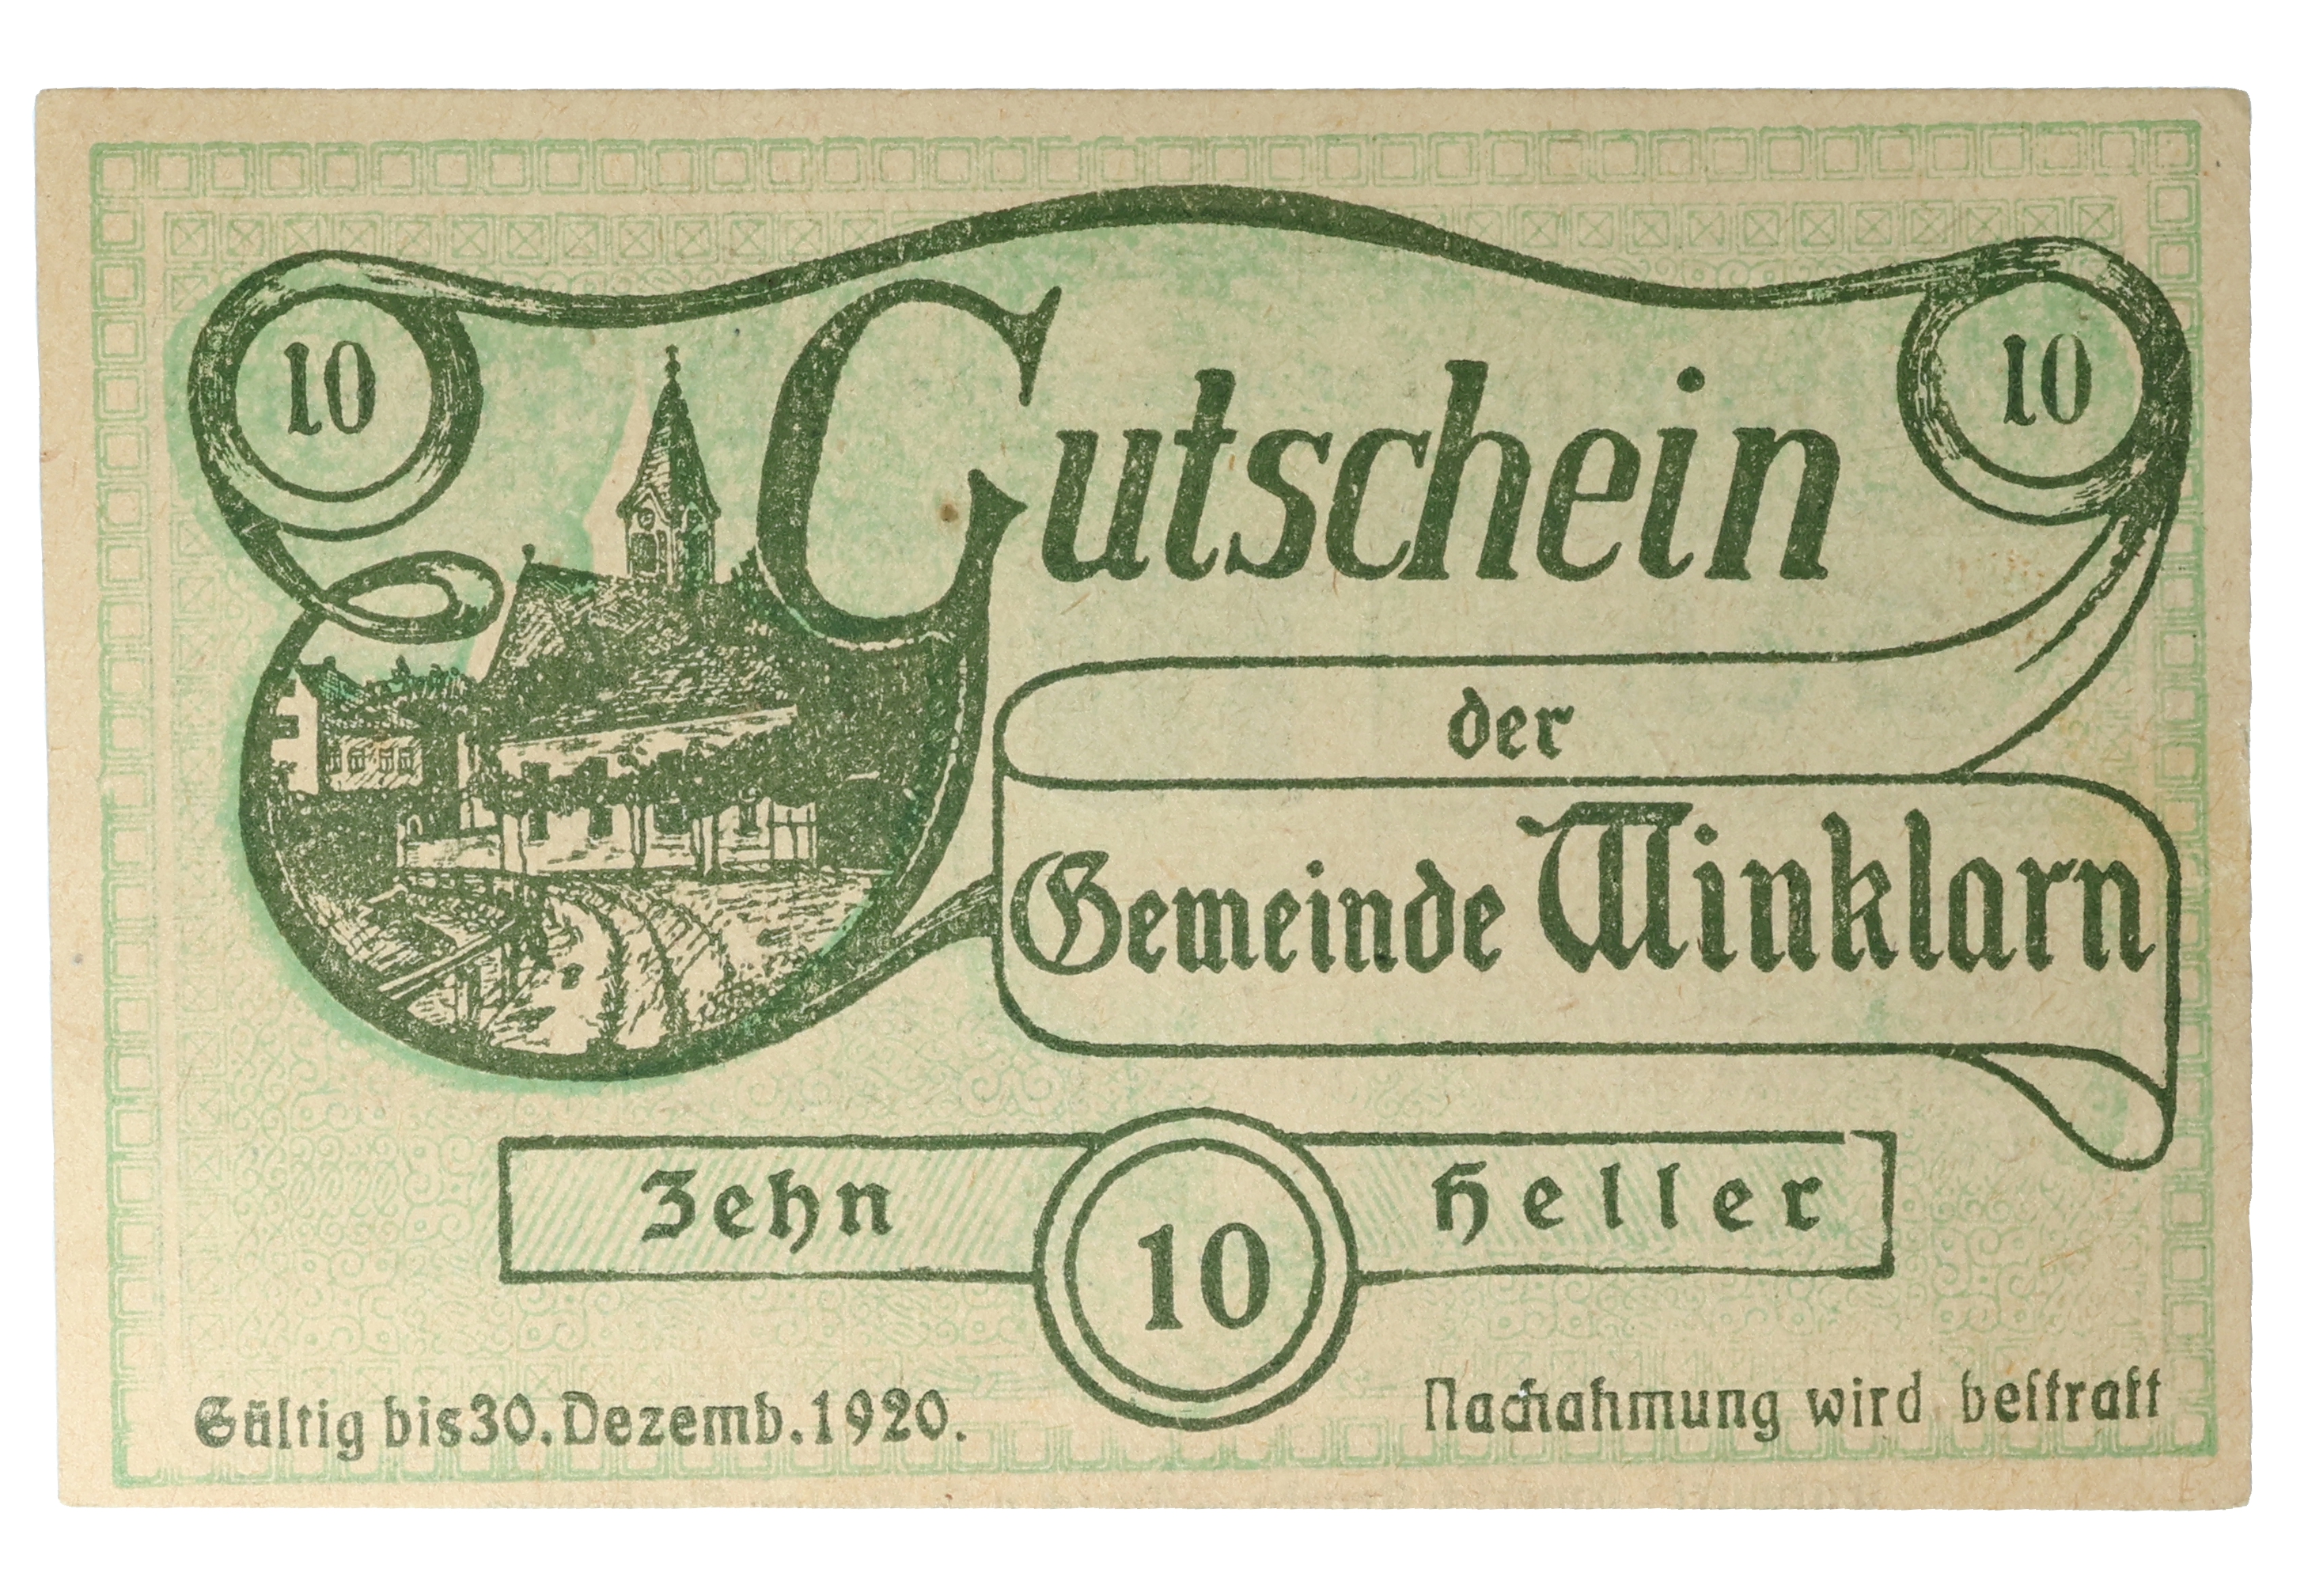 10
10
Gutschein
der
Gemeinde Winklarn
Zehn
10
Heller
Gültig bis 30. Dezemb. 1920.
Nachahmung wird bestraft